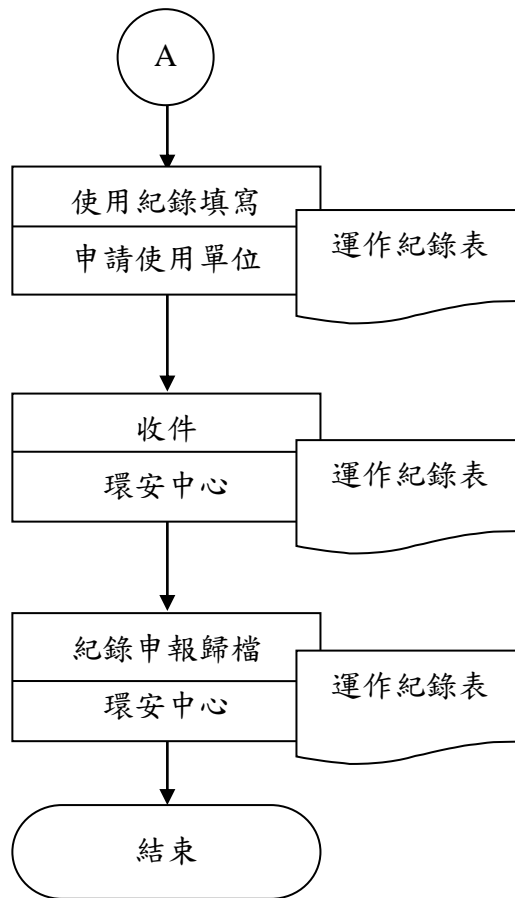 A
使用紀錄填寫
申請使用單位
運作紀錄表
收件
環安中心
運作紀錄表
紀錄申報歸檔
環安中心
運作紀錄表
結束